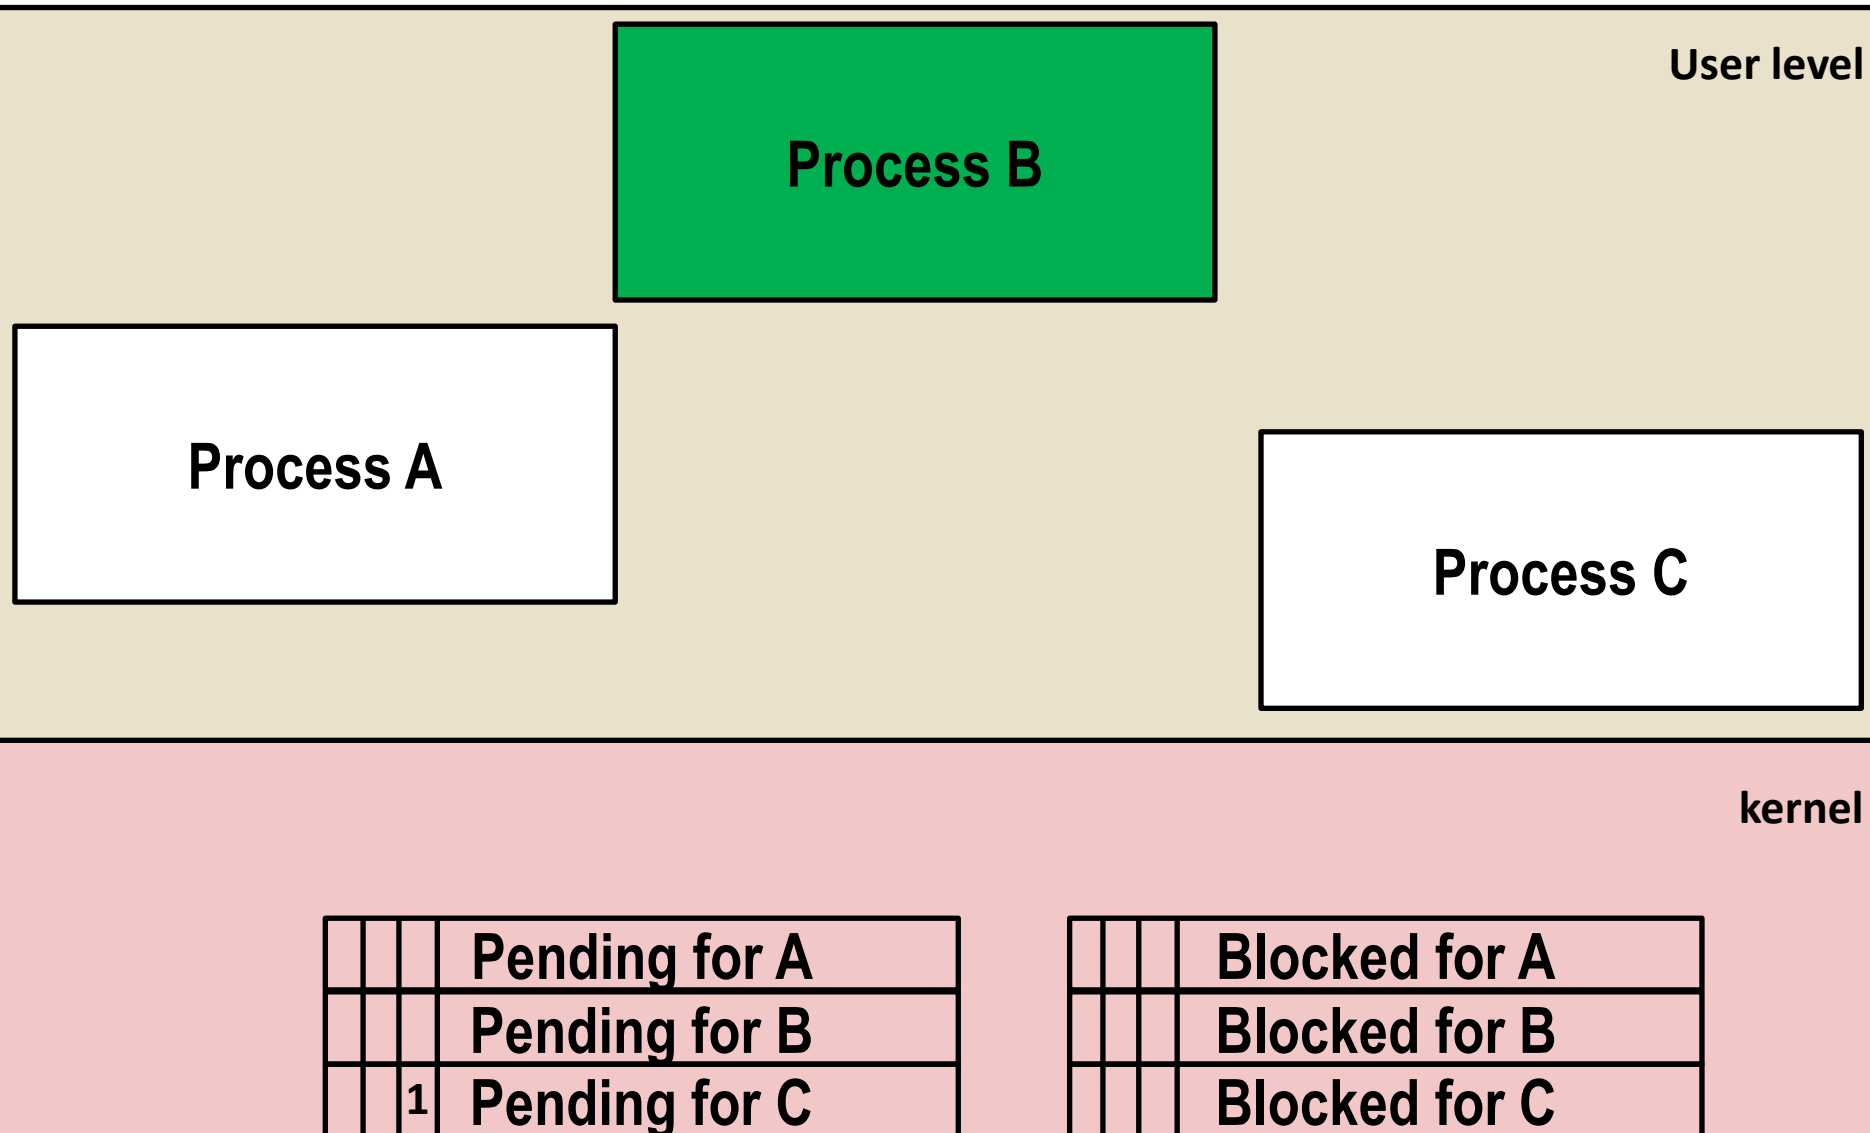 User level
Process B
Process A
Process C
kernel
Pending for A
Blocked for A
Pending for B
Blocked for B
1 Pending for C
Blocked for C